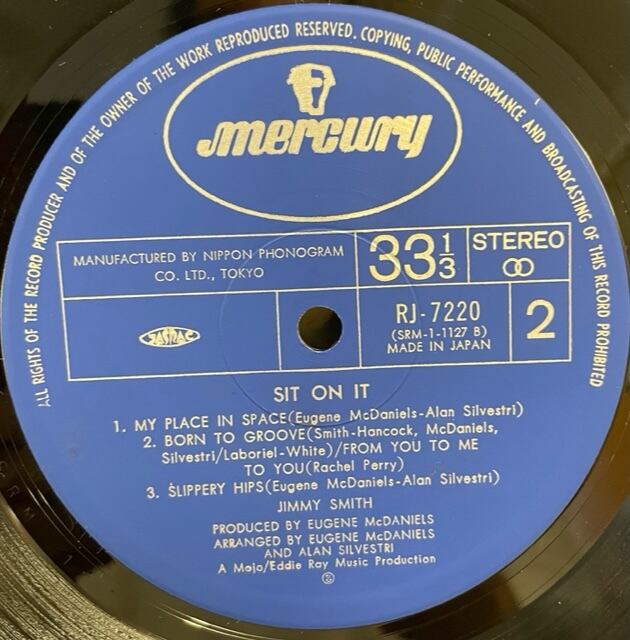 ALL RIGHTS OF THE RECORD PRODUCER AND OF THE OWNER OF THE WORK REPRODUCED RESERVED. COPYING, PUBLIC PERFORMANCE AND BROADCASTING OF THIS RECORD PROHIBITED
mercury
MANUFACTURED BY NIPPON PHONOGRAM
CO. LTD., TOKYO
33 1/3
STEREO
JASRAC
RJ-7220
(SRM-1-1127 B)
MADE IN JAPAN
2
SIT ON IT
1. MY PLACE IN SPACE(Eugene McDaniels-Alan Silvestri)
2. BORN TO GROOVE(Smith-Hancock, McDaniels,
Silvestri/Laboriel-White)/FROM YOU TO ME
TO YOU(Rachel Perry)
3. SLIPPERY HIPS(Eugene McDaniels-Alan Silvestri)
JIMMY SMITH
PRODUCED BY EUGENE McDANIELS
ARRANGED BY EUGENE McDANIELS
AND ALAN SILVESTRI
A Mojo/Eddie Ray Music Production
℗